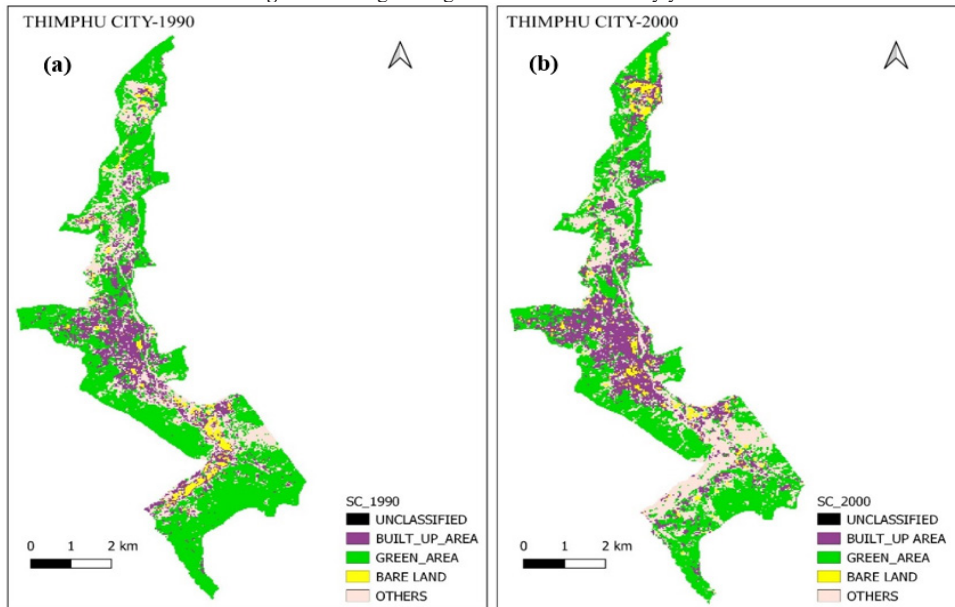 THIMPHU CITY-1990
(a)
SC_1990
UNCLASSIFIED
BUILT_UP_AREA
GREEN_AREA
BARE LAND
OTHERS
0 1 2 km
THIMPHU CITY-2000
(b)
SC_2000
UNCLASSIFIED
BUILT_UP AREA
GREEN_AREA
BARE LAND
OTHERS
0 1 2 km